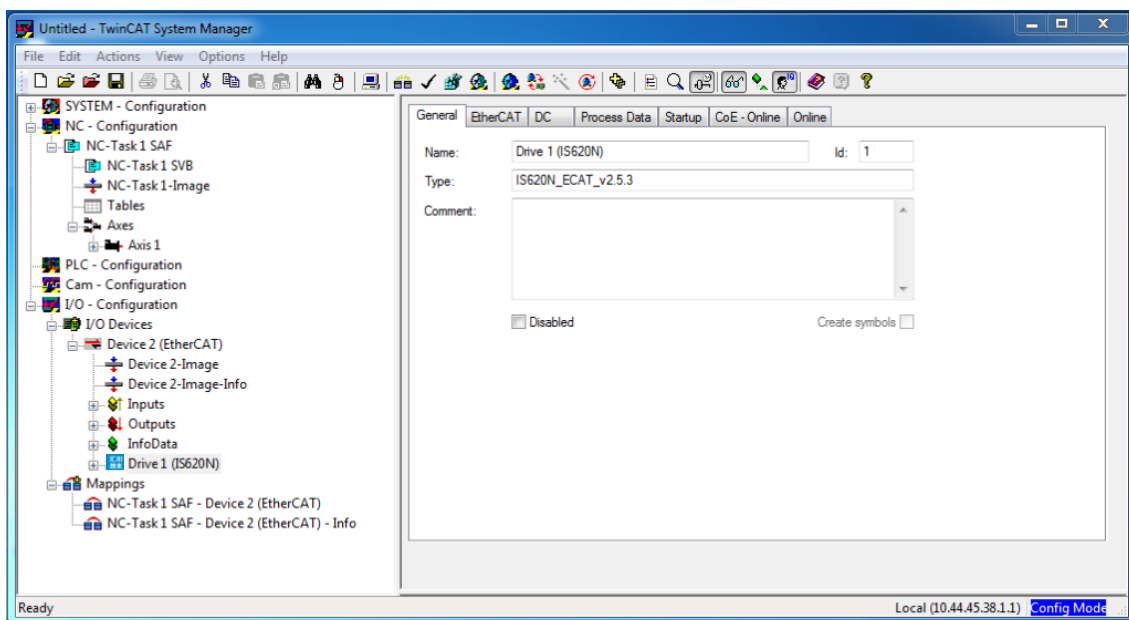 Untitled - TwinCAT System Manager
File Edit Actions View Options Help
SYSTEM - Configuration
NC - Configuration
NC-Task 1 SAF
NC-Task 1 SVB
NC-Task 1-Image
Tables
Axes
Axis 1
PLC - Configuration
Cam - Configuration
I/O - Configuration
I/O Devices
Device 2 (EtherCAT)
Device 2-Image
Device 2-Image-Info
Inputs
Outputs
InfoData
Drive 1 (IS620N)
Mappings
NC-Task 1 SAF - Device 2 (EtherCAT)
NC-Task 1 SAF - Device 2 (EtherCAT) - Info
General EtherCAT DC Process Data Startup CoE - Online Online
Name: Drive 1 (IS620N) Id: 1
Type: IS620N_ECAT_v2.5.3
Comment:
Disabled Create symbols
Ready Local (10.44.45.38.1.1) Config Mode